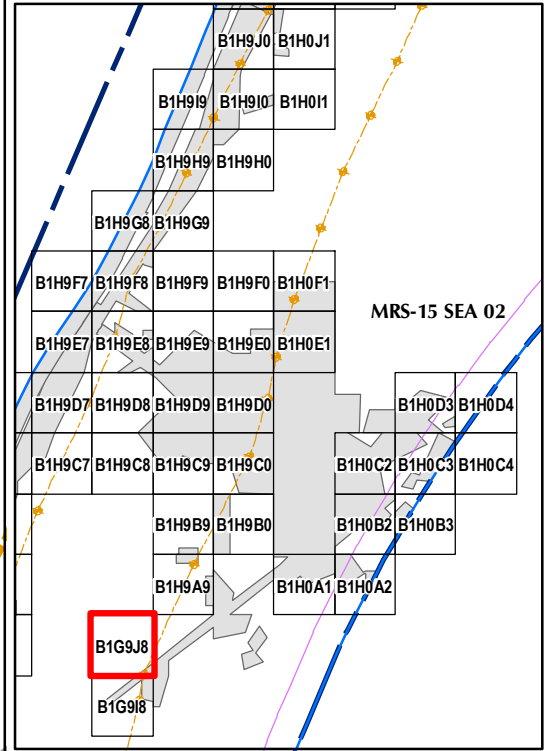 B1H9J0 B1H0J1
B1H9I9 B1H9I0 B1H0I1
B1H9H9 B1H9H0
B1H9G8 B1H9G9
B1H9F7 B1H9F8 B1H9F9 B1H9F0 B1H0F1
MRS-15 SEA 02
B1H9E7 B1H9E8 B1H9E9 B1H9E0 B1H0E1
B1H9D7 B1H9D8 B1H9D9 B1H9D0 B1H0D3 B1H0D4
B1H9C7 B1H9C8 B1H9C9 B1H9C0 B1H0C2 B1H0C3 B1H0C4
B1H9B9 B1H9B0 B1H0B2 B1H0B3
B1H9A9 B1H0A1 B1H0A2
B1G9J8
B1G9I8